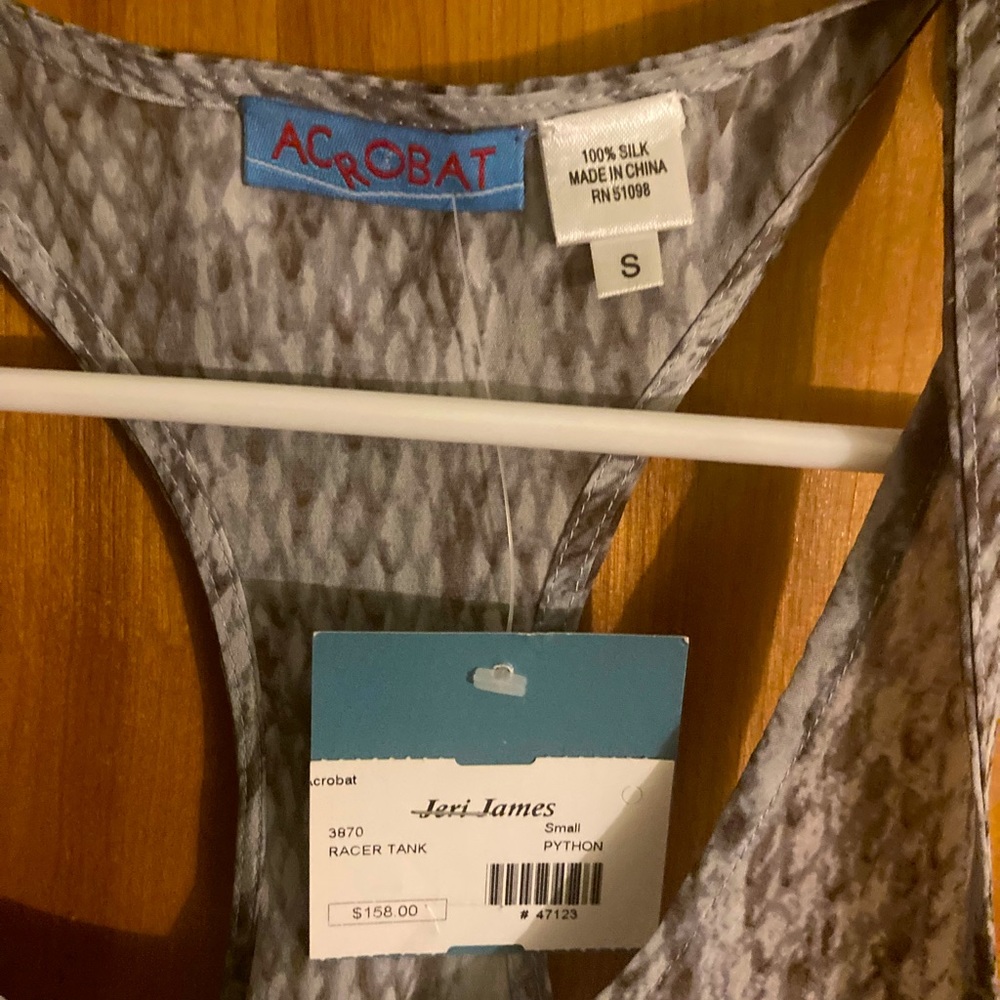 ACROBAT
100% SILK
MADE IN CHINA
RN 51098
S
Acrobat
Jeri James
3870
Small
RACER TANK
PYTHON
$158.00
# 47123